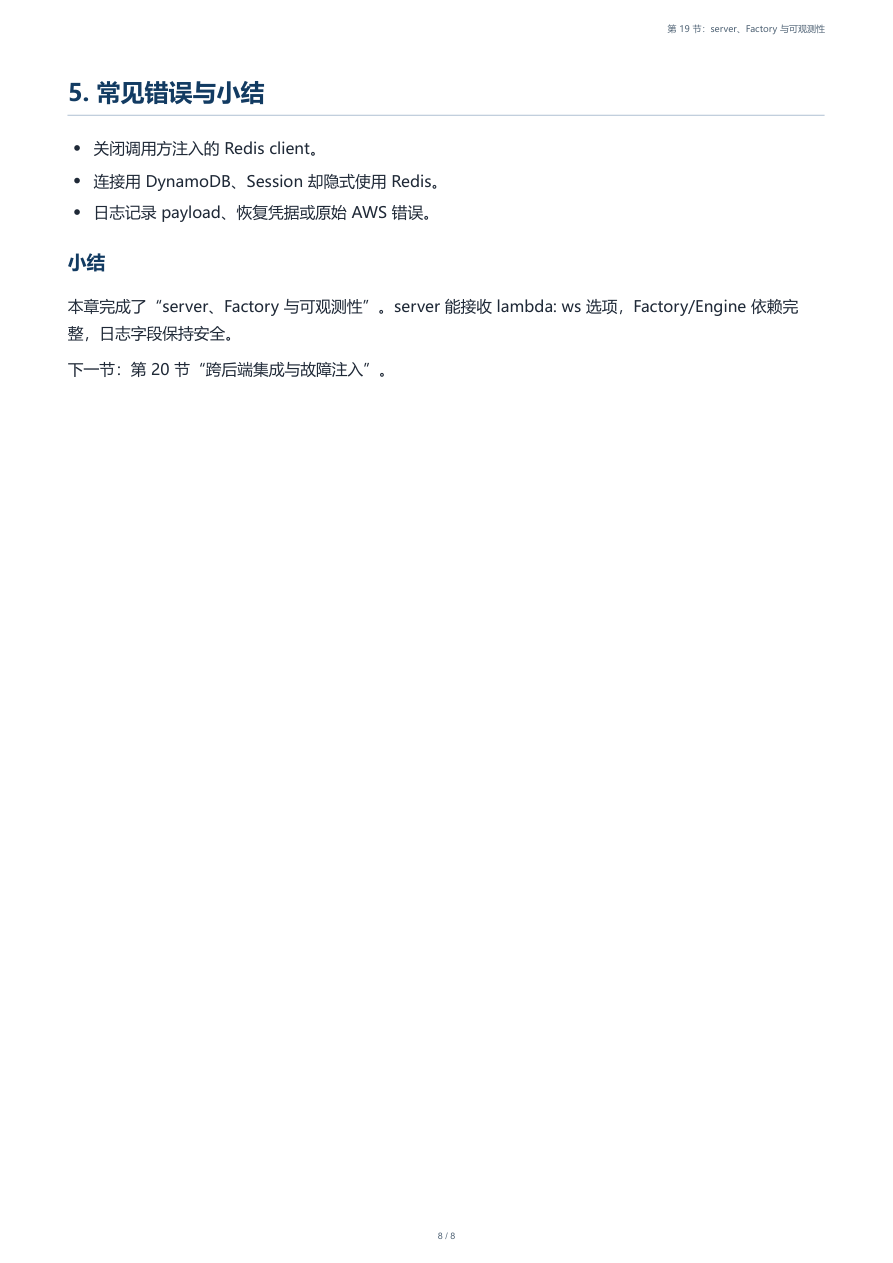 第 19 节：server、Factory 与可观测性
5. 常见错误与小结
• 关闭调用方注入的 Redis client。
• 连接用 DynamoDB、Session 却隐式使用 Redis。
• 日志记录 payload、恢复凭据或原始 AWS 错误。
小结
本章完成了“server、Factory 与可观测性”。server 能接收 lambda: ws 选项，Factory/Engine 依赖完
整，日志字段保持安全。
下一节：第 20 节“跨后端集成与故障注入”。
8 / 8